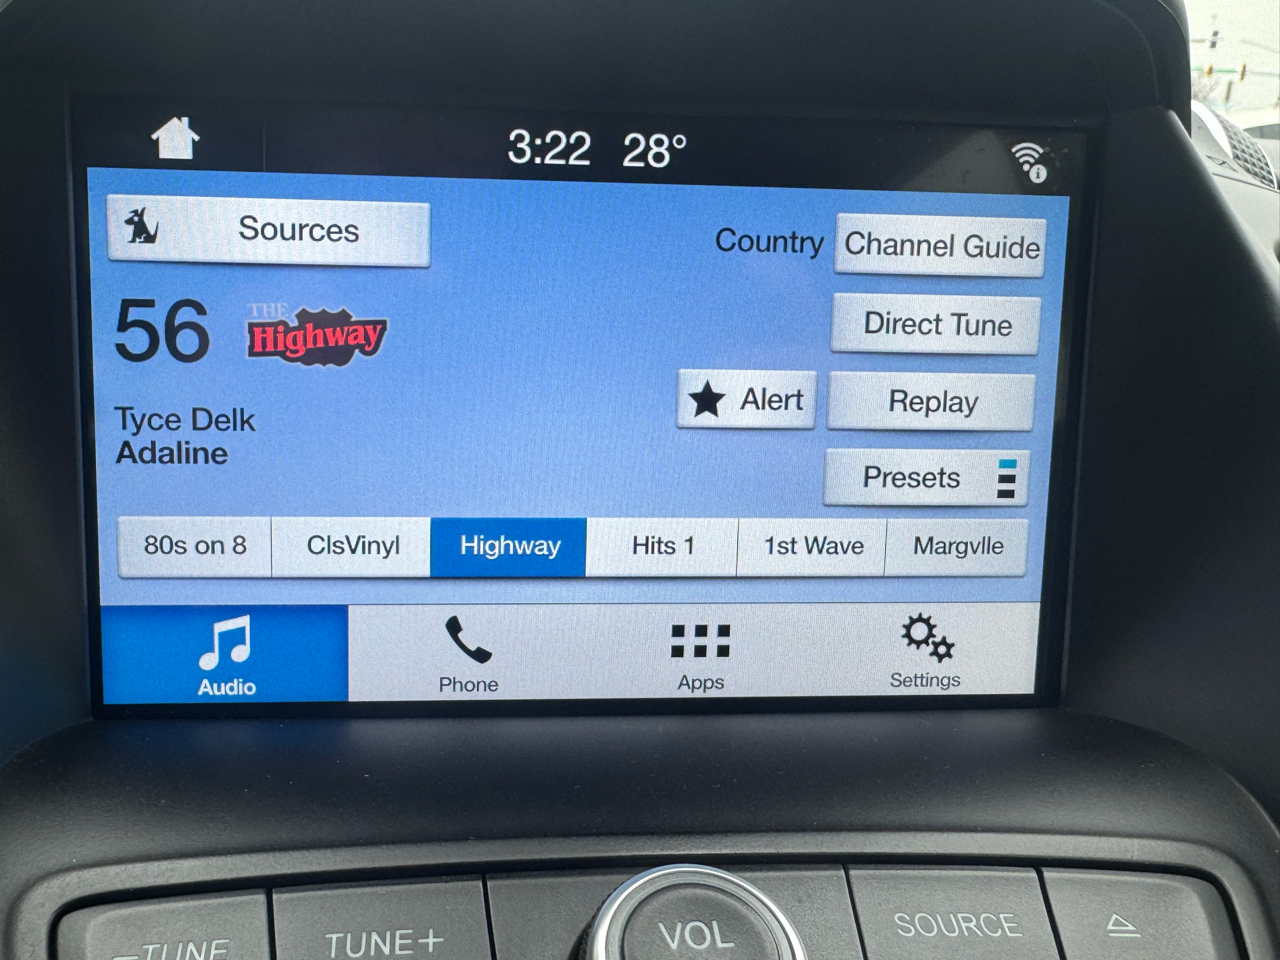 3:22 28°
Sources
Country
Channel Guide
56
THE
Highway
Direct Tune
Tyce Delk
Alert
Replay
Adaline
Presets
80s on 8
ClsVinyl
Highway
Hits 1
1st Wave
Margvlle
Audio
Phone
Apps
Settings
–TUNE
TUNE+
VOL
SOURCE